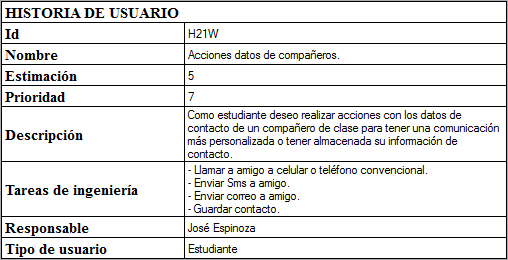 HISTORIA DE USUARIO
Id H21W
Nombre Acciones datos de compañeros.
Estimación 5
Prioridad 7
Descripción Como estudiante deseo realizar acciones con los datos de
contacto de un compañero de clase para tener una comunicación
más personalizada o tener almacenada su información de
contacto.
Tareas de ingeniería - Llamar a amigo a celular o teléfono convencional.
- Enviar Sms a amigo.
- Enviar correo a amigo.
- Guardar contacto.
Responsable José Espinoza
Tipo de usuario Estudiante